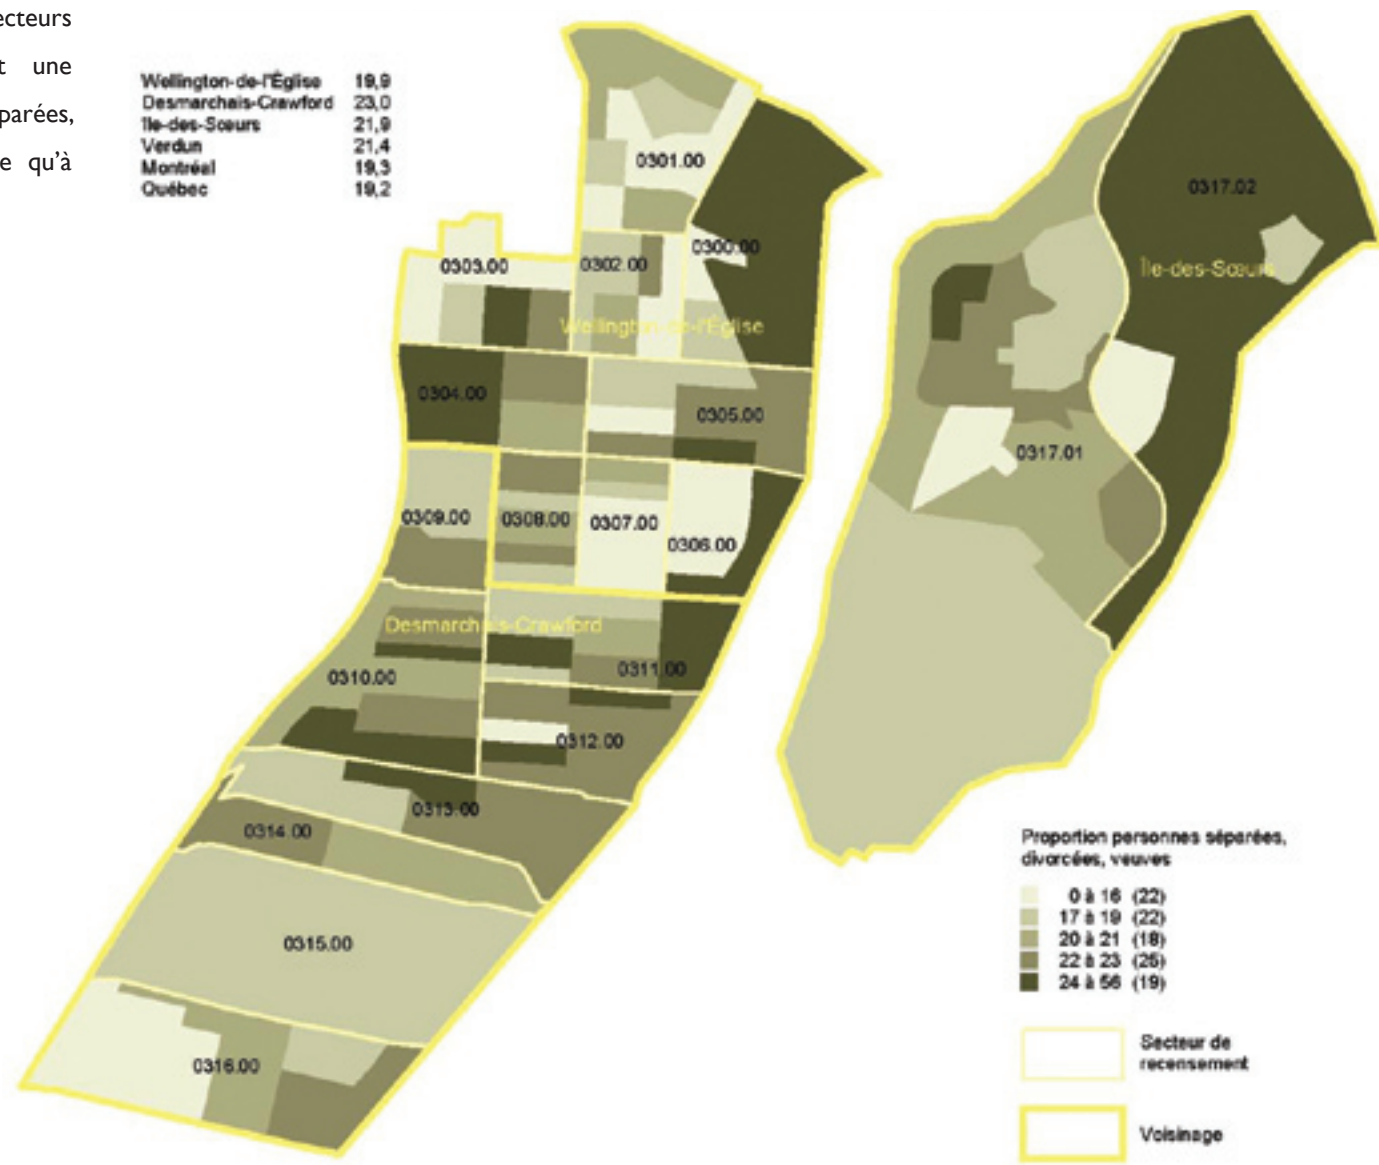 ecteurs
t une
parées,
e qu'à
Wellington-de-l'Église 19,9
Desmarchais-Crawford 23,0
Île-des-Sœurs 21,9
Verdun 21,4
Montréal 19,3
Québec 19,2
0301.00
0317.02
0300.00
0303.00
0302.00
Île-des-Sœurs
Wellington-de-l'Église
0304.00
0305.00
0317.01
0309.00
0308.00
0307.00
0306.00
Desmarchais-Crawford
0311.00
0310.00
0312.00
0313.00
0314.00
Proportion personnes séparées,
divorcées, veuves
0 à 16 (22)
17 à 19 (22)
20 à 21 (18)
22 à 23 (25)
24 à 56 (19)
0315.00
Secteur de
recensement
0316.00
Voisinage